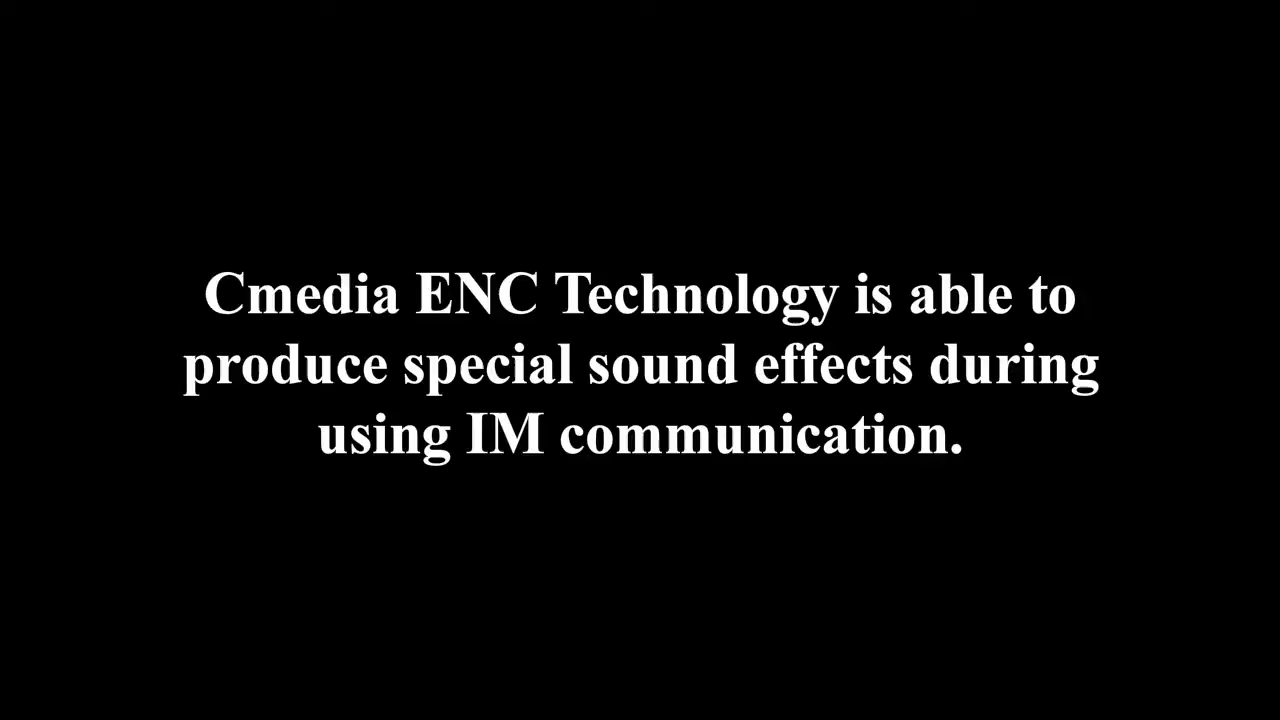 Cmedia ENC Technology is able to
produce special sound effects during
using IM communication.